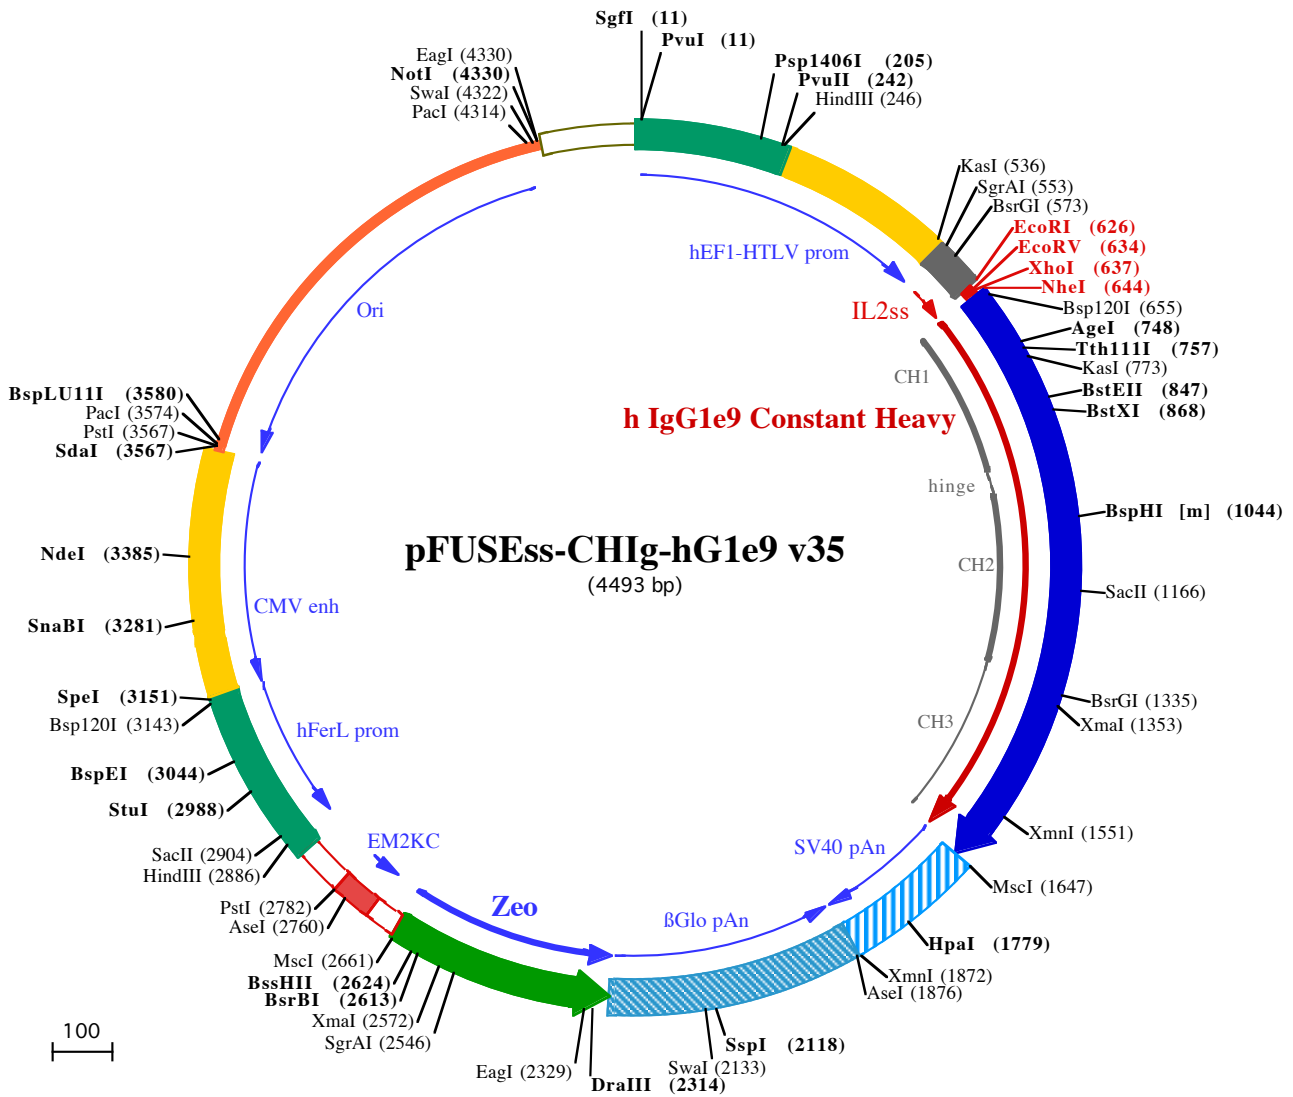 SgfI (11)
PvuI (11)
Psp1406I (205)
PvuII (242)
HindIII (246)
EagI (4330)
NotI (4330)
SwaI (4322)
PacI (4314)
KasI (536)
SgrAI (553)
BsrGI (573)
EcoRI (626)
EcoRV (634)
XhoI (637)
NheI (644)
Bsp120I (655)
AgeI (748)
Tth111I (757)
KasI (773)
BstEII (847)
BstXI (868)
BspHI [m] (1044)
SacII (1166)
BsrGI (1335)
XmaI (1353)
XmnI (1551)
MscI (1647)
HpaI (1779)
XmnI (1872)
AseI (1876)
SspI (2118)
SwaI (2133)
DraIII (2314)
EagI (2329)
SgrAI (2546)
XmaI (2572)
BsrBI (2613)
BssHII (2624)
MscI (2661)
AseI (2760)
PstI (2782)
HindIII (2886)
SacII (2904)
StuI (2988)
BspEI (3044)
Bsp120I (3143)
SpeI (3151)
SnaBI (3281)
NdeI (3385)
SdaI (3567)
PstI (3567)
PacI (3574)
BspLU11I (3580)
hEF1-HTLV prom
IL2ss
CH1
h IgG1e9 Constant Heavy
hinge
CH2
CH3
SV40 pAn
ßGlo pAn
Zeo
EM2KC
hFerL prom
CMV enh
Ori
pFUSEss-CHIg-hG1e9 v35
(4493 bp)
100